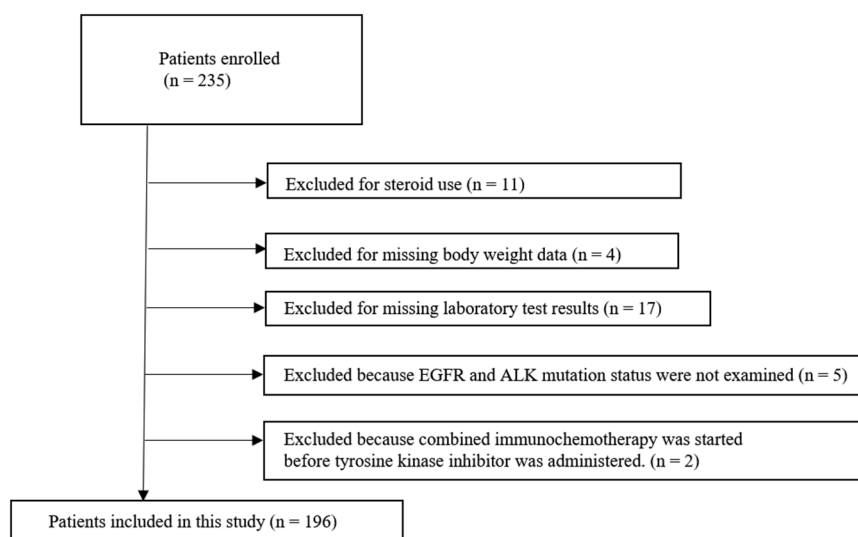 Patients enrolled
(n = 235)
Excluded for steroid use (n = 11)
Excluded for missing body weight data (n = 4)
Excluded for missing laboratory test results (n = 17)
Excluded because EGFR and ALK mutation status were not examined (n = 5)
Excluded because combined immunochemotherapy was started
before tyrosine kinase inhibitor was administered. (n = 2)
Patients included in this study (n = 196)